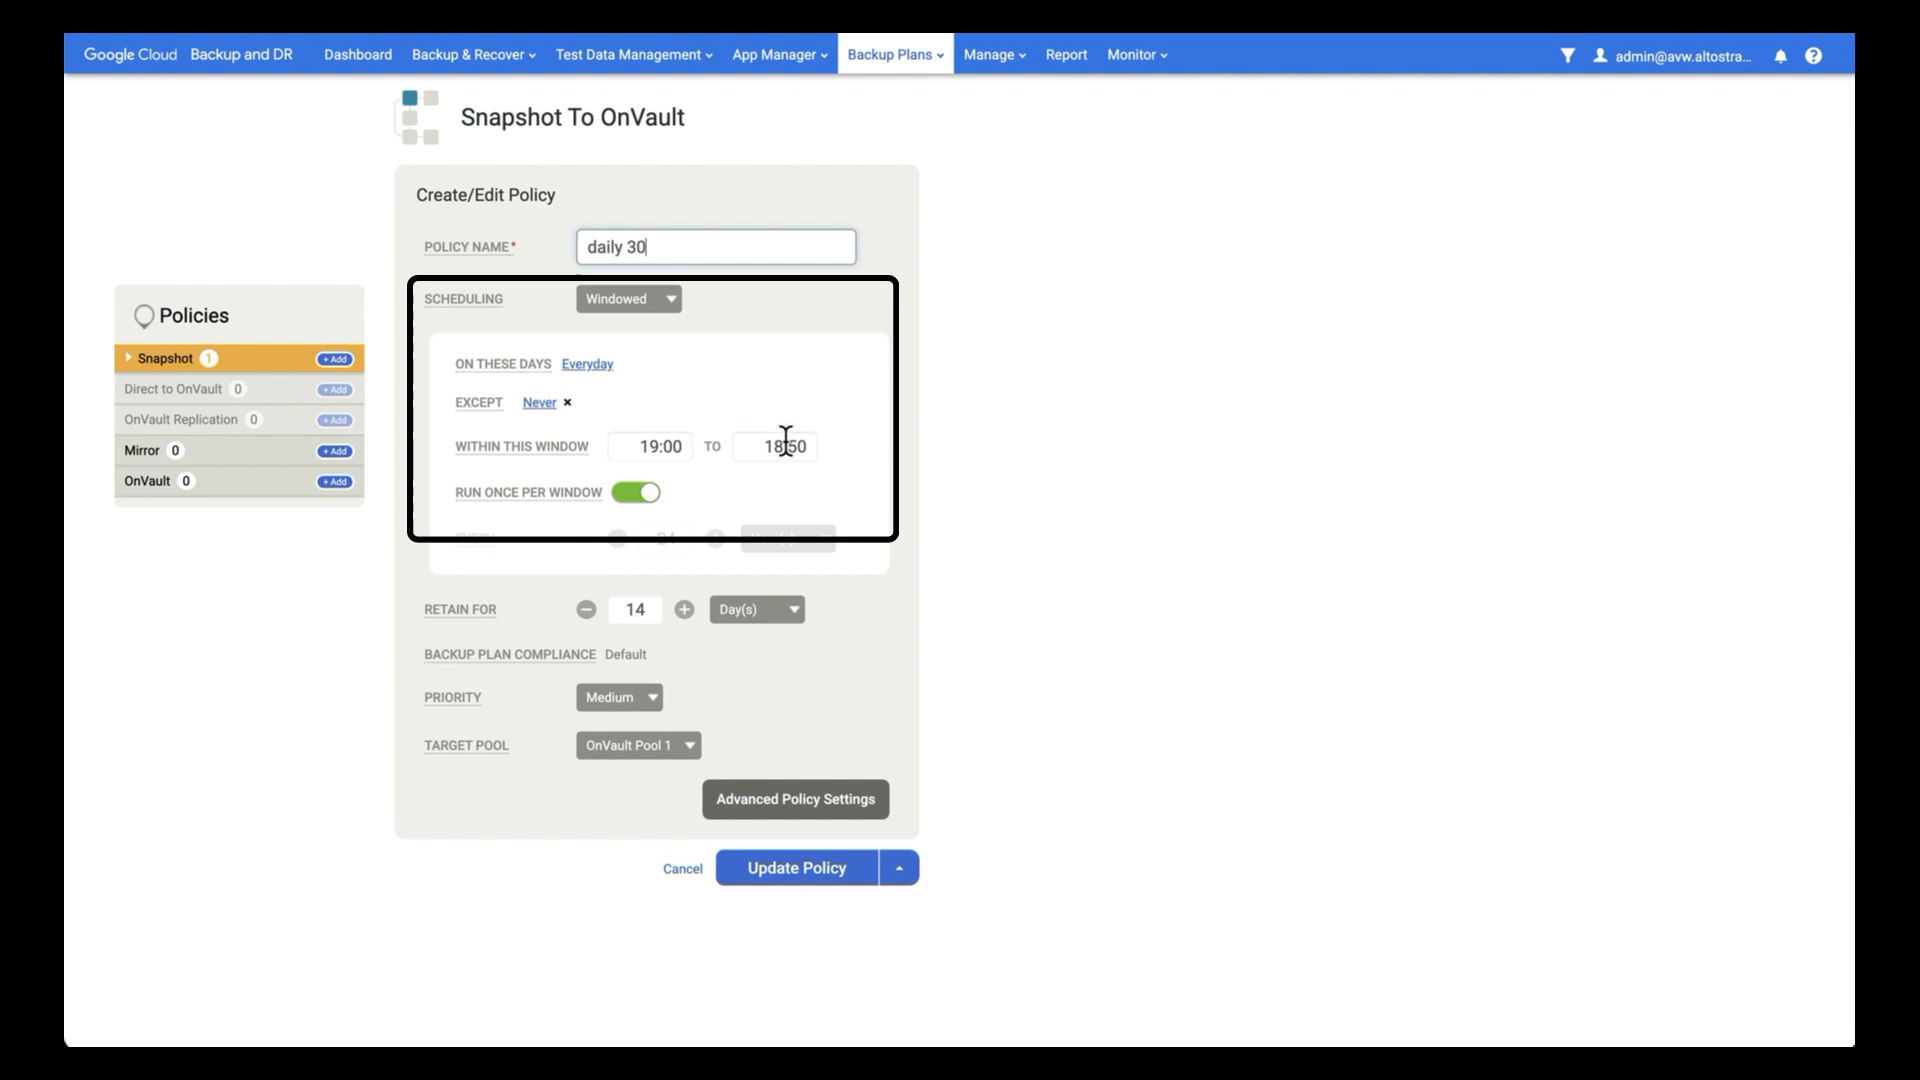 Google Cloud Backup and DR Dashboard Backup & Recover Test Data Management App Manager Backup Plans Manage Report Monitor admin@avw.altostra...
Snapshot To OnVault
Create/Edit Policy
POLICY NAME* daily 30
SCHEDULING Windowed
ON THESE DAYS Everyday
EXCEPT Never ×
WITHIN THIS WINDOW 19:00 TO 18:50
RUN ONCE PER WINDOW
RETAIN FOR 14 Day(s)
BACKUP PLAN COMPLIANCE Default
PRIORITY Medium
TARGET POOL OnVault Pool 1
Advanced Policy Settings
Cancel Update Policy
Policies
Snapshot 1 + Add
Direct to OnVault 0 + Add
OnVault Replication 0 + Add
Mirror 0 + Add
OnVault 0 + Add